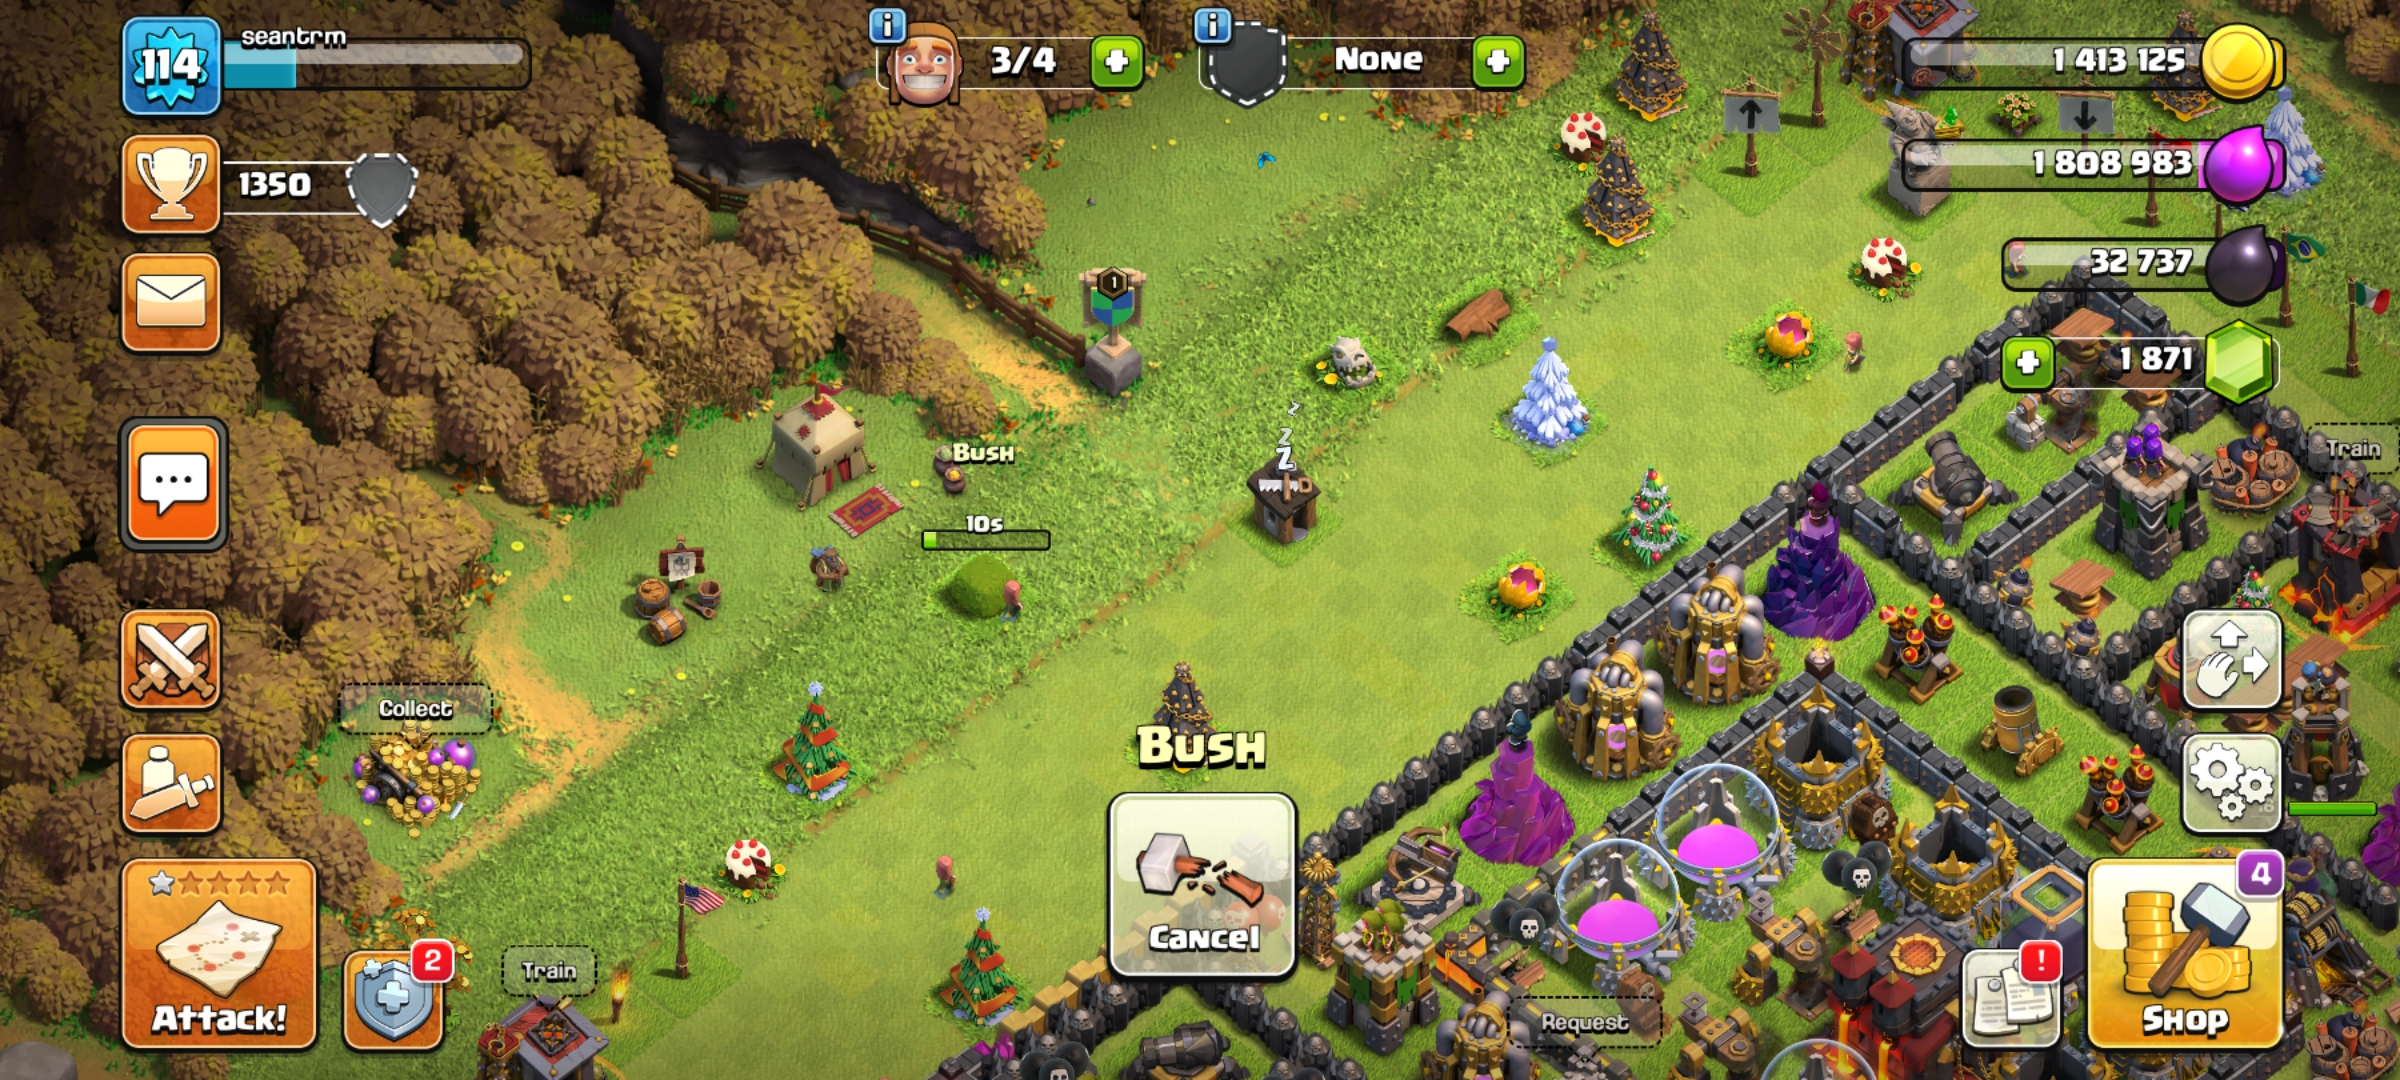 114
seantrm
3/4
None
1 413 125
1350
1 808 983
32 737
1
1 871
Train
Bush
z
z
z
10s
Collect
Bush
Cancel
4
2
!
Train
Attack!
Request
Shop